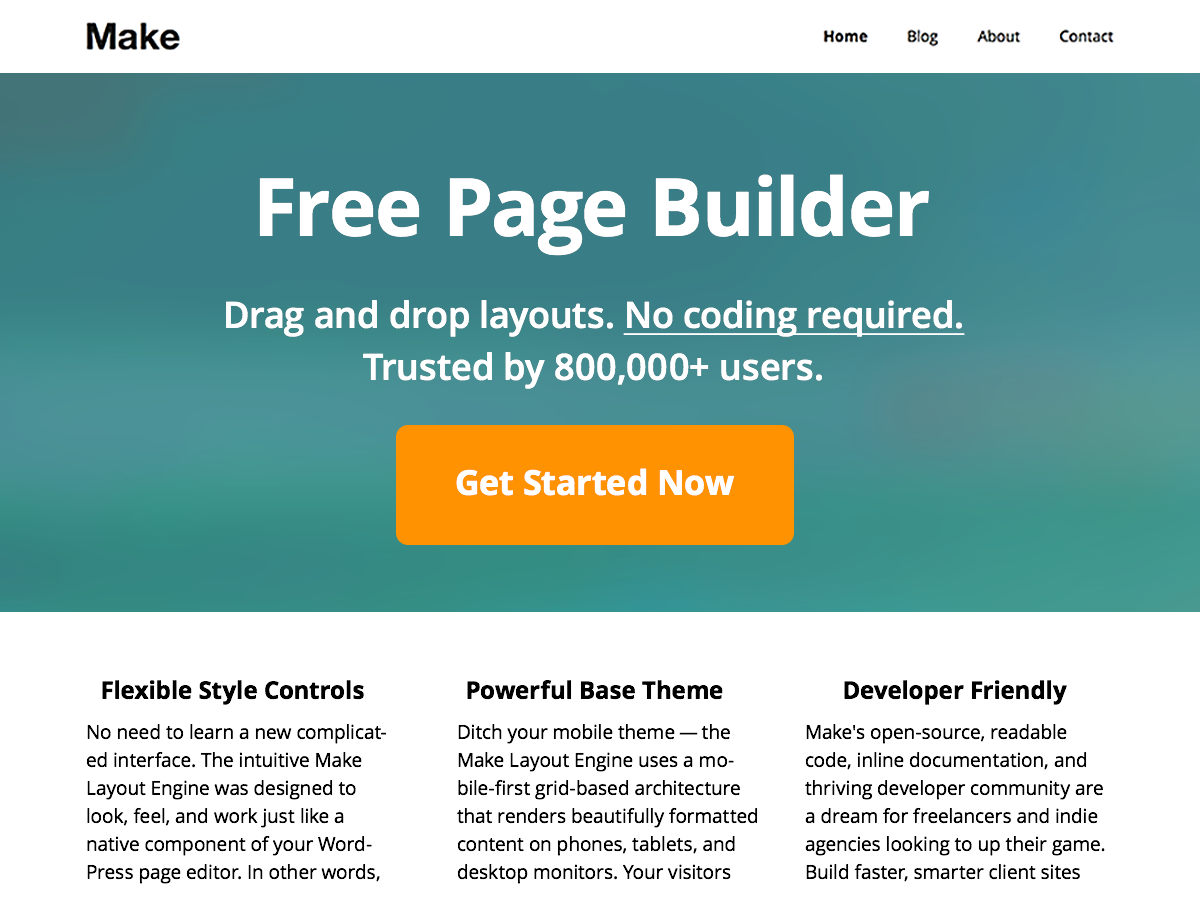 Make
Home Blog About Contact
Free Page Builder
Drag and drop layouts. No coding required.
Trusted by 800,000+ users.
Get Started Now
Flexible Style Controls
No need to learn a new complicat-
ed interface. The intuitive Make
Layout Engine was designed to
look, feel, and work just like a
native component of your Word-
Press page editor. In other words,
Powerful Base Theme
Ditch your mobile theme — the
Make Layout Engine uses a mo-
bile-first grid-based architecture
that renders beautifully formatted
content on phones, tablets, and
desktop monitors. Your visitors
Developer Friendly
Make's open-source, readable
code, inline documentation, and
thriving developer community are
a dream for freelancers and indie
agencies looking to up their game.
Build faster, smarter client sites